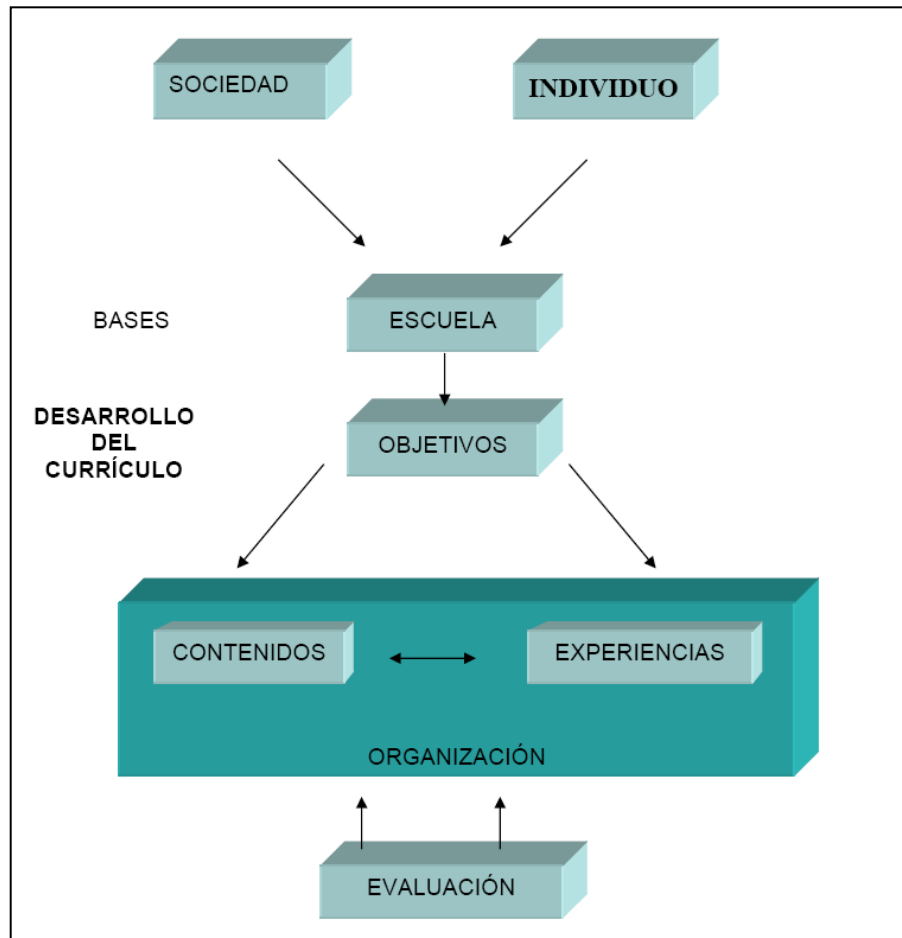 SOCIEDAD
INDIVIDUO
BASES
ESCUELA
DESARROLLO
DEL
CURRÍCULO
OBJETIVOS
CONTENIDOS
EXPERIENCIAS
ORGANIZACIÓN
EVALUACIÓN